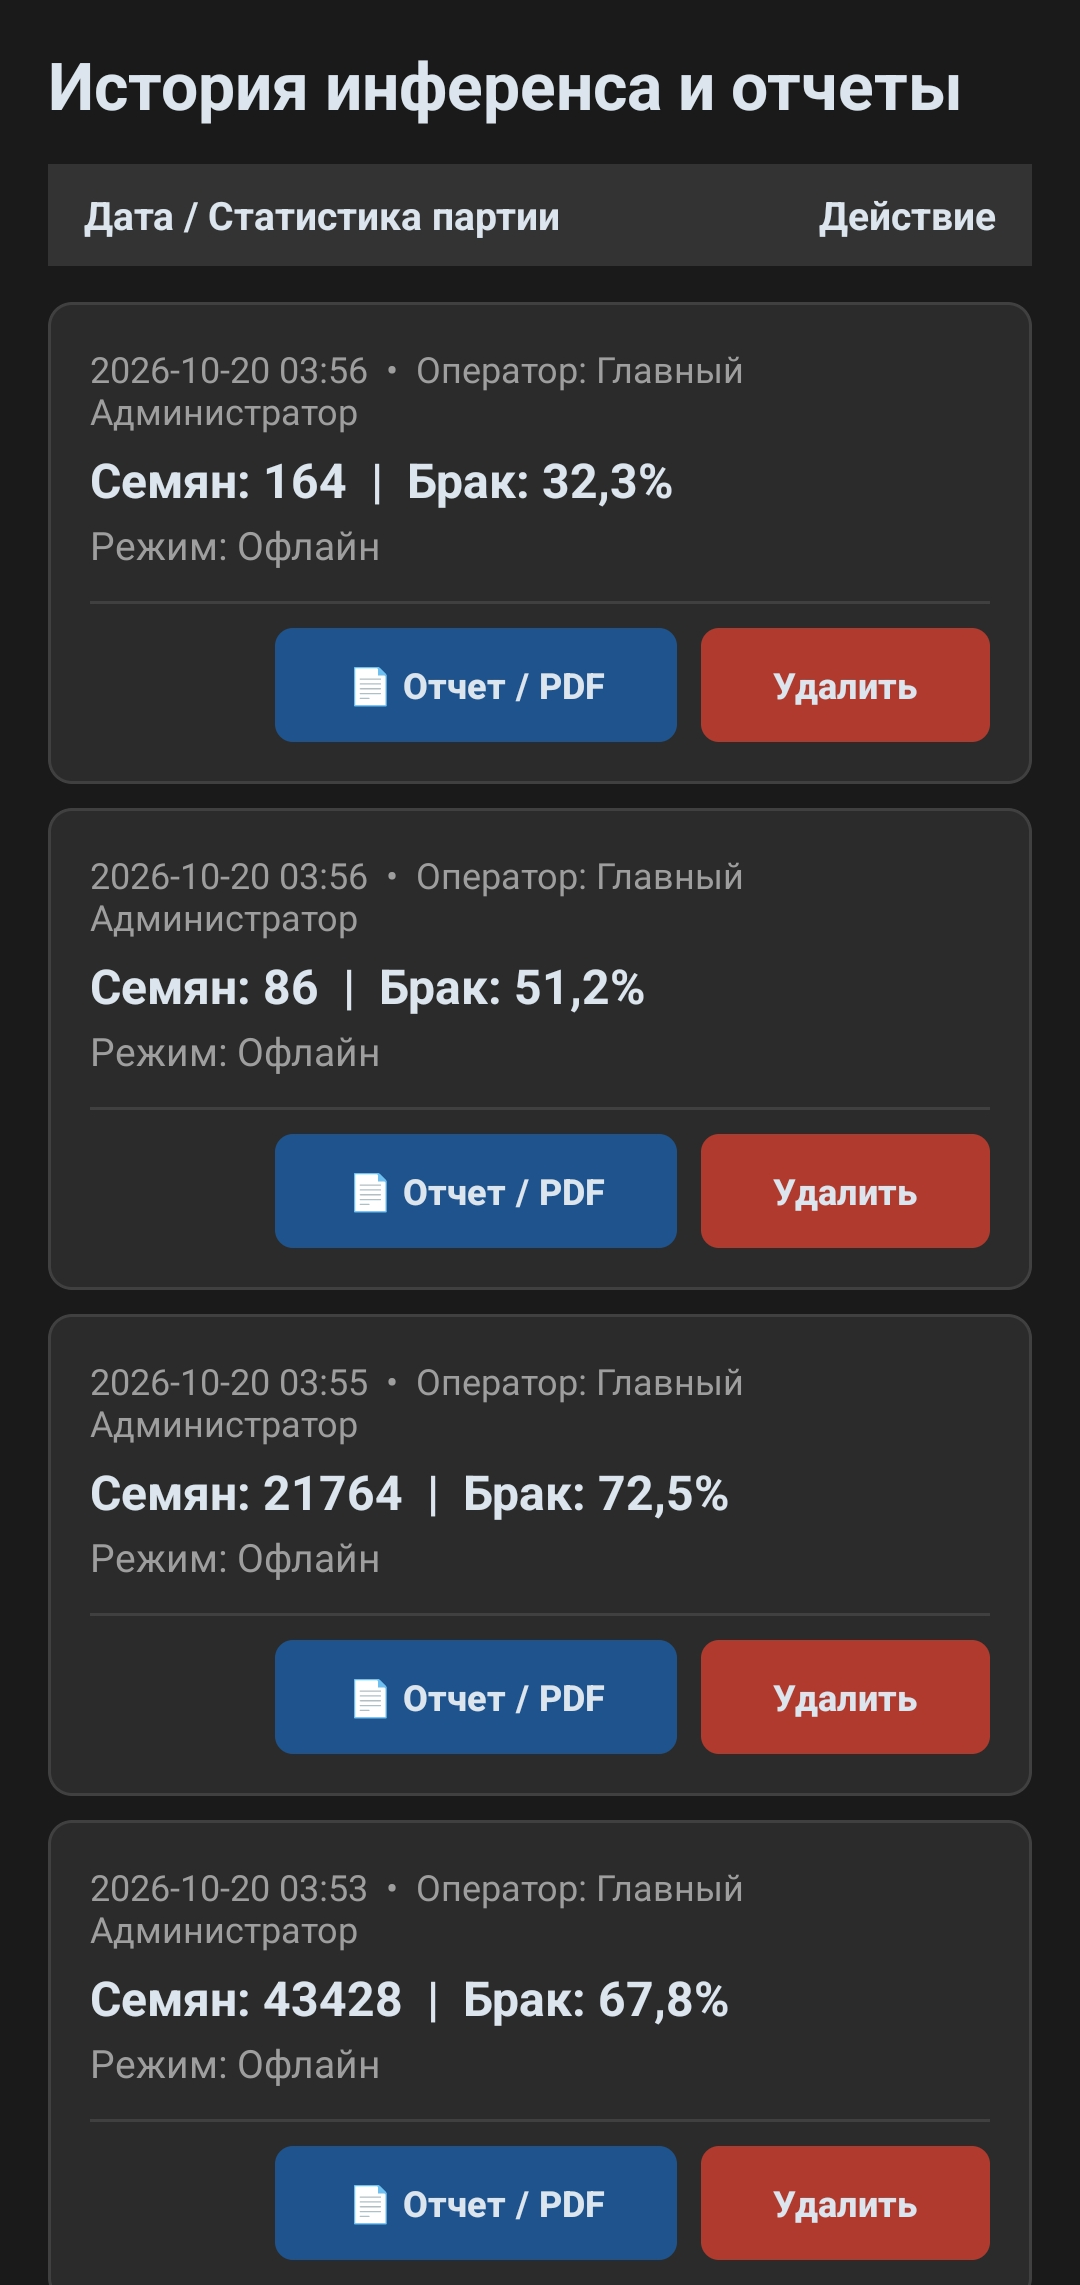 История инференса и отчеты
Дата / Статистика партии Действие
2026-10-20 03:56 • Оператор: Главный
Администратор
Семян: 164 | Брак: 32,3%
Режим: Офлайн
📄 Отчет / PDF Удалить
2026-10-20 03:56 • Оператор: Главный
Администратор
Семян: 86 | Брак: 51,2%
Режим: Офлайн
📄 Отчет / PDF Удалить
2026-10-20 03:55 • Оператор: Главный
Администратор
Семян: 21764 | Брак: 72,5%
Режим: Офлайн
📄 Отчет / PDF Удалить
2026-10-20 03:53 • Оператор: Главный
Администратор
Семян: 43428 | Брак: 67,8%
Режим: Офлайн
📄 Отчет / PDF Удалить